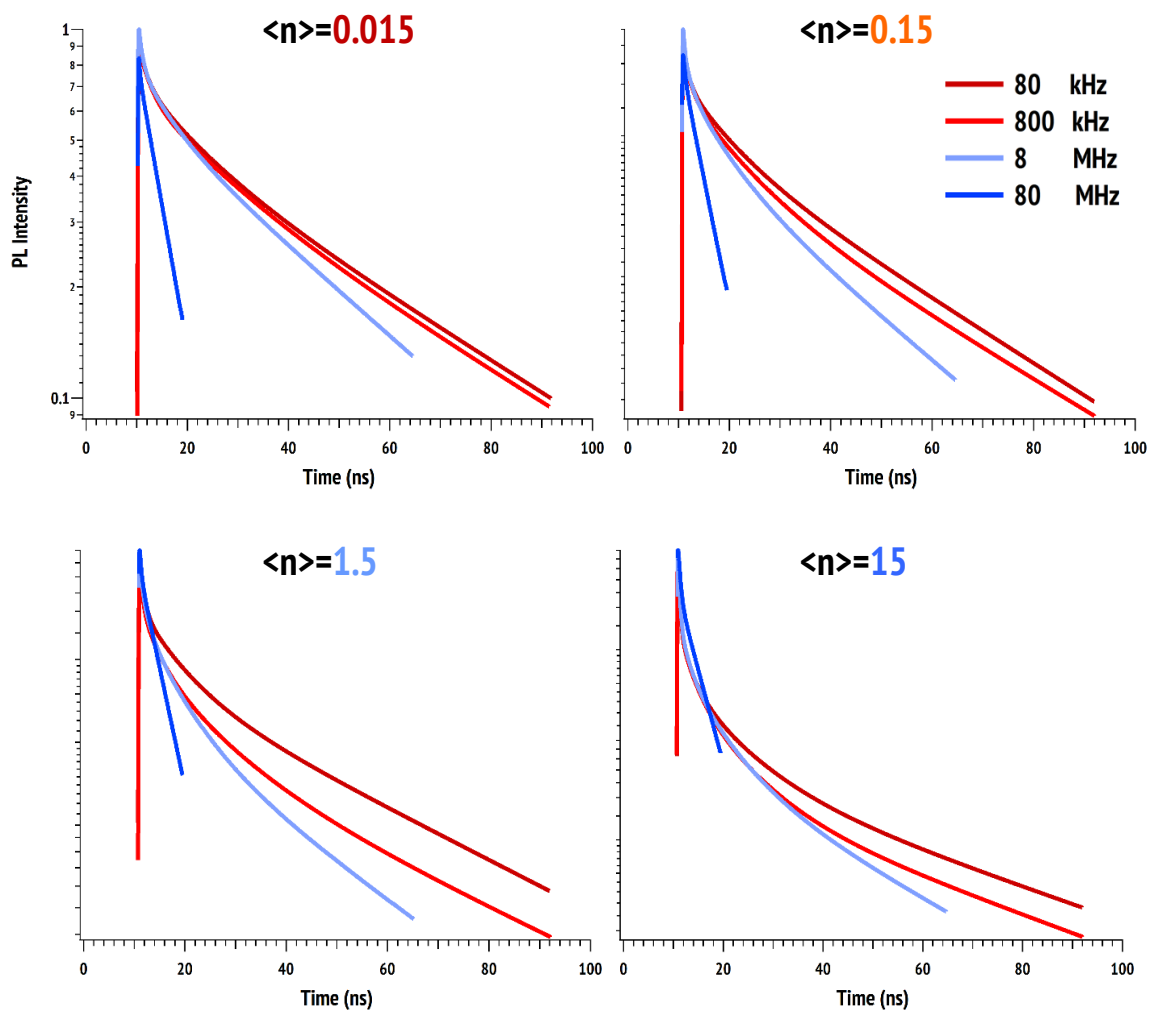 <n>=0.015
1
9
8
7
6
5
4
3
2
0.1
9
PL Intensity
0 20 40 60 80 100
Time (ns)
<n>=0.15
80 kHz
800 kHz
8 MHz
80 MHz
0 20 40 60 80 100
Time (ns)
<n>=1.5
0 20 40 60 80 100
Time (ns)
<n>=15
0 20 40 60 80 100
Time (ns)